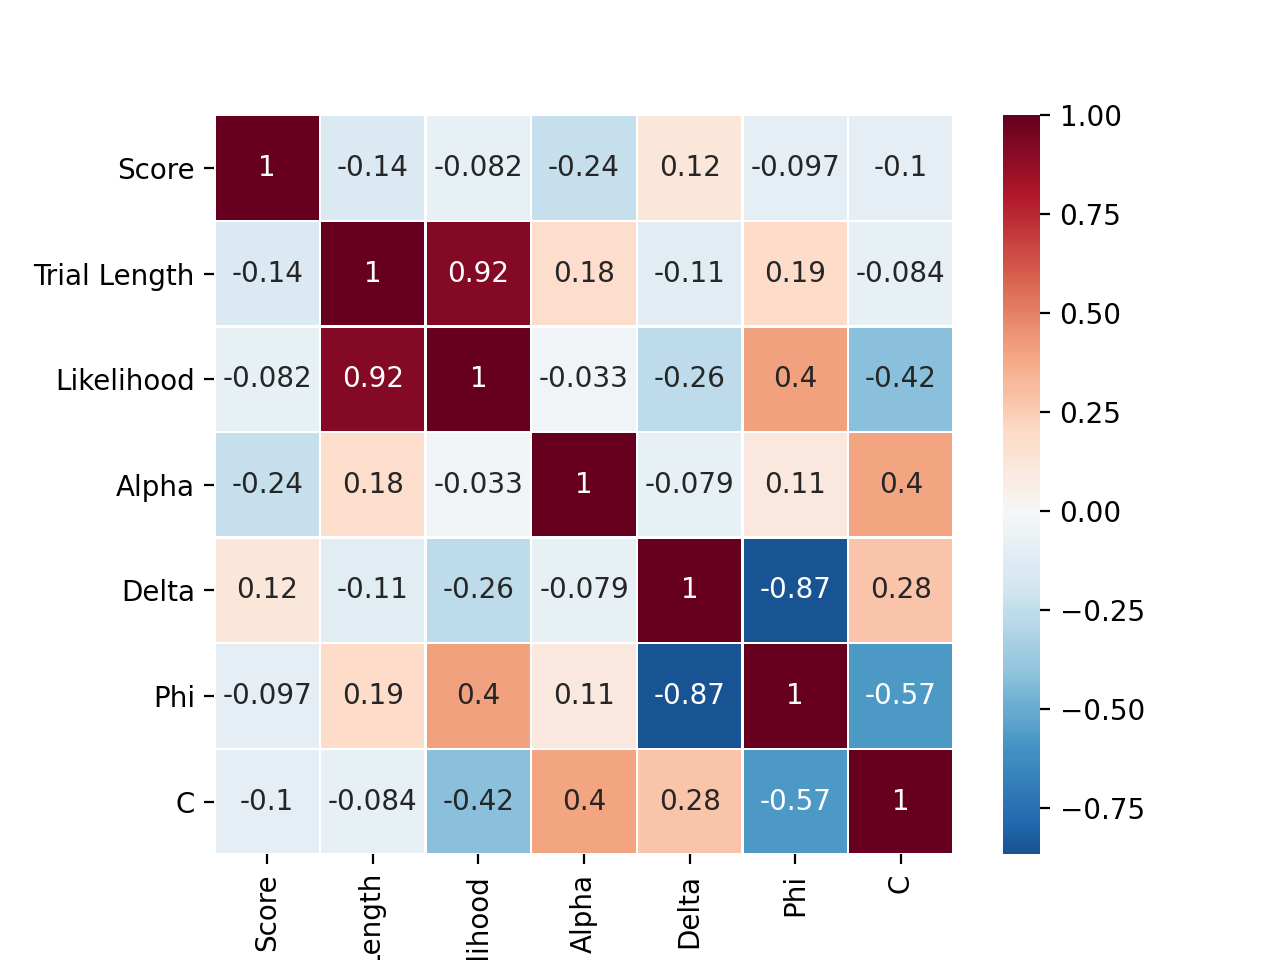 1.00
Score 1 -0.14 -0.082 -0.24 0.12 -0.097 -0.1
0.75
Trial Length -0.14 1 0.92 0.18 -0.11 0.19 -0.084
0.50
Likelihood -0.082 0.92 1 -0.033 -0.26 0.4 -0.42
0.25
Alpha -0.24 0.18 -0.033 1 -0.079 0.11 0.4
0.00
Delta 0.12 -0.11 -0.26 -0.079 1 -0.87 0.28
−0.25
Phi -0.097 0.19 0.4 0.11 -0.87 1 -0.57
−0.50
C -0.1 -0.084 -0.42 0.4 0.28 -0.57 1
−0.75
Score
Length
lihood
Alpha
Delta
Phi
C